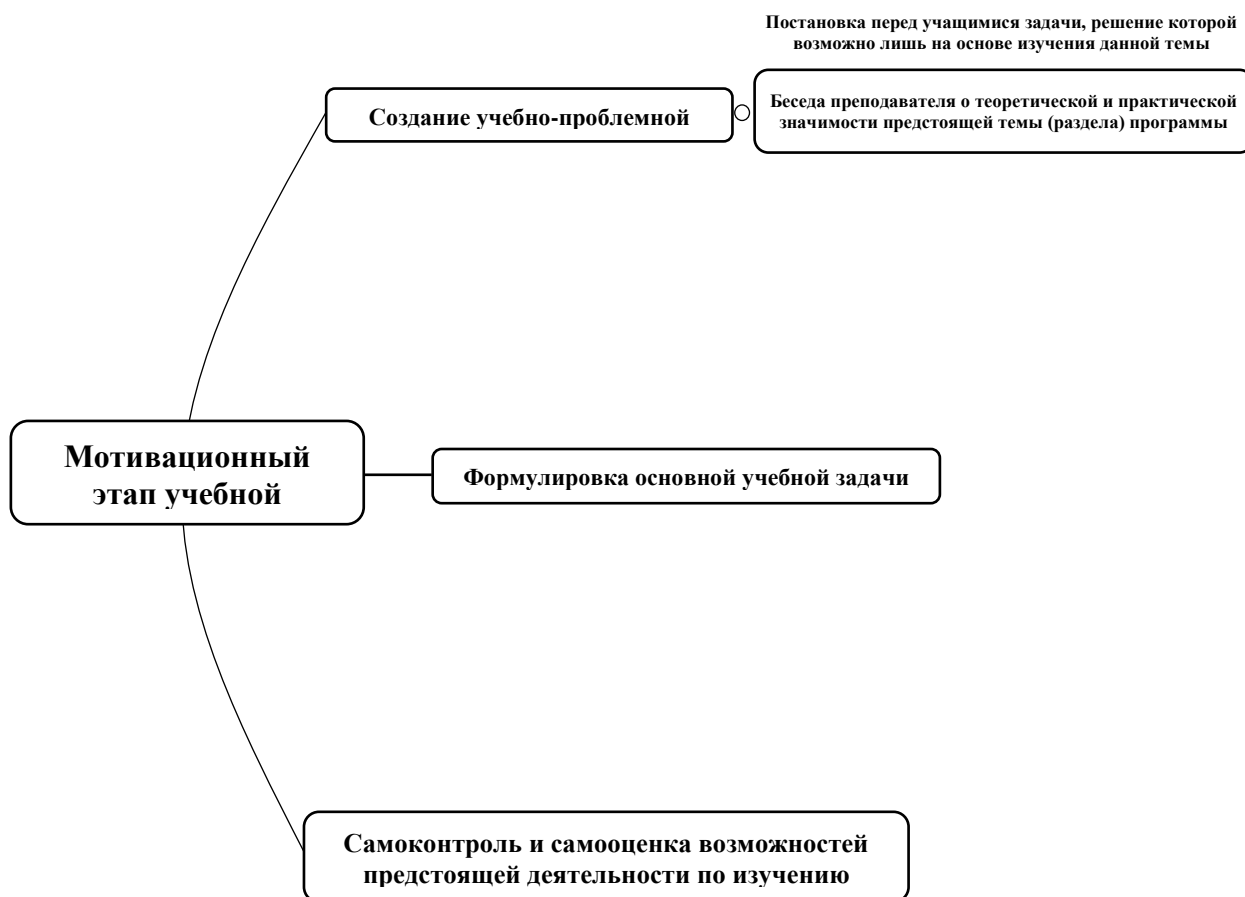 Постановка перед учащимися задачи, решение которой
возможно лишь на основе изучения данной темы
Создание учебно-проблемной
Беседа преподавателя о теоретической и практической
значимости предстоящей темы (раздела) программы
Мотивационный
этап учебной
Формулировка основной учебной задачи
Самоконтроль и самооценка возможностей
предстоящей деятельности по изучению